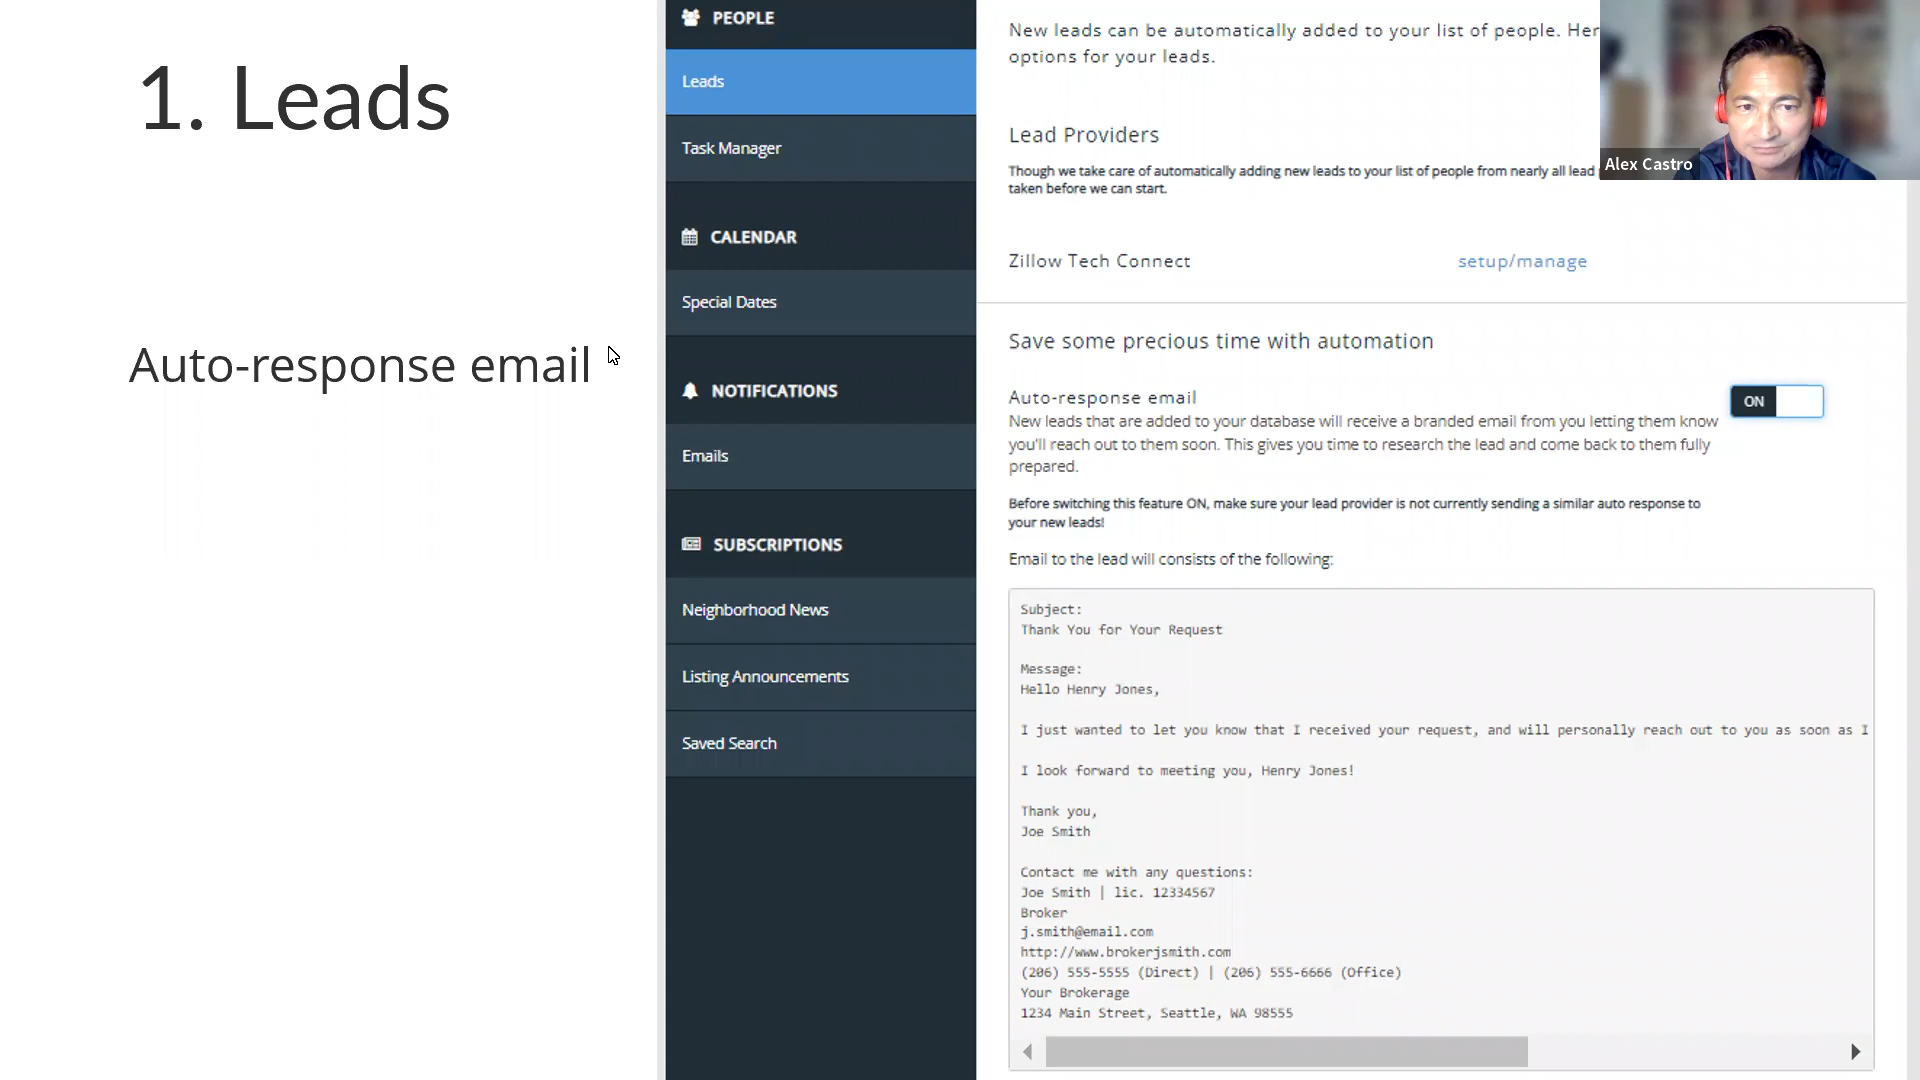 1. Leads
Auto-response email
PEOPLE
Leads
Task Manager
CALENDAR
Special Dates
NOTIFICATIONS
Emails
SUBSCRIPTIONS
Neighborhood News
Listing Announcements
Saved Search
New leads can be automatically added to your list of people. Her
options for your leads.
Lead Providers
Though we take care of automatically adding new leads to your list of people from nearly all lead
taken before we can start.
Zillow Tech Connect setup/manage
Save some precious time with automation
Auto-response email
ON
New leads that are added to your database will receive a branded email from you letting them know
you'll reach out to them soon. This gives you time to research the lead and come back to them fully
prepared.
Before switching this feature ON, make sure your lead provider is not currently sending a similar auto response to
your new leads!
Email to the lead will consists of the following:
Subject:
Thank You for Your Request
Message:
Hello Henry Jones,
I just wanted to let you know that I received your request, and will personally reach out to you as soon as I
I look forward to meeting you, Henry Jones!
Thank you,
Joe Smith
Contact me with any questions:
Joe Smith | lic. 12334567
Broker
j.smith@email.com
http://www.brokerjsmith.com
(206) 555-5555 (Direct) | (206) 555-6666 (Office)
Your Brokerage
1234 Main Street, Seattle, WA 98555
Alex Castro